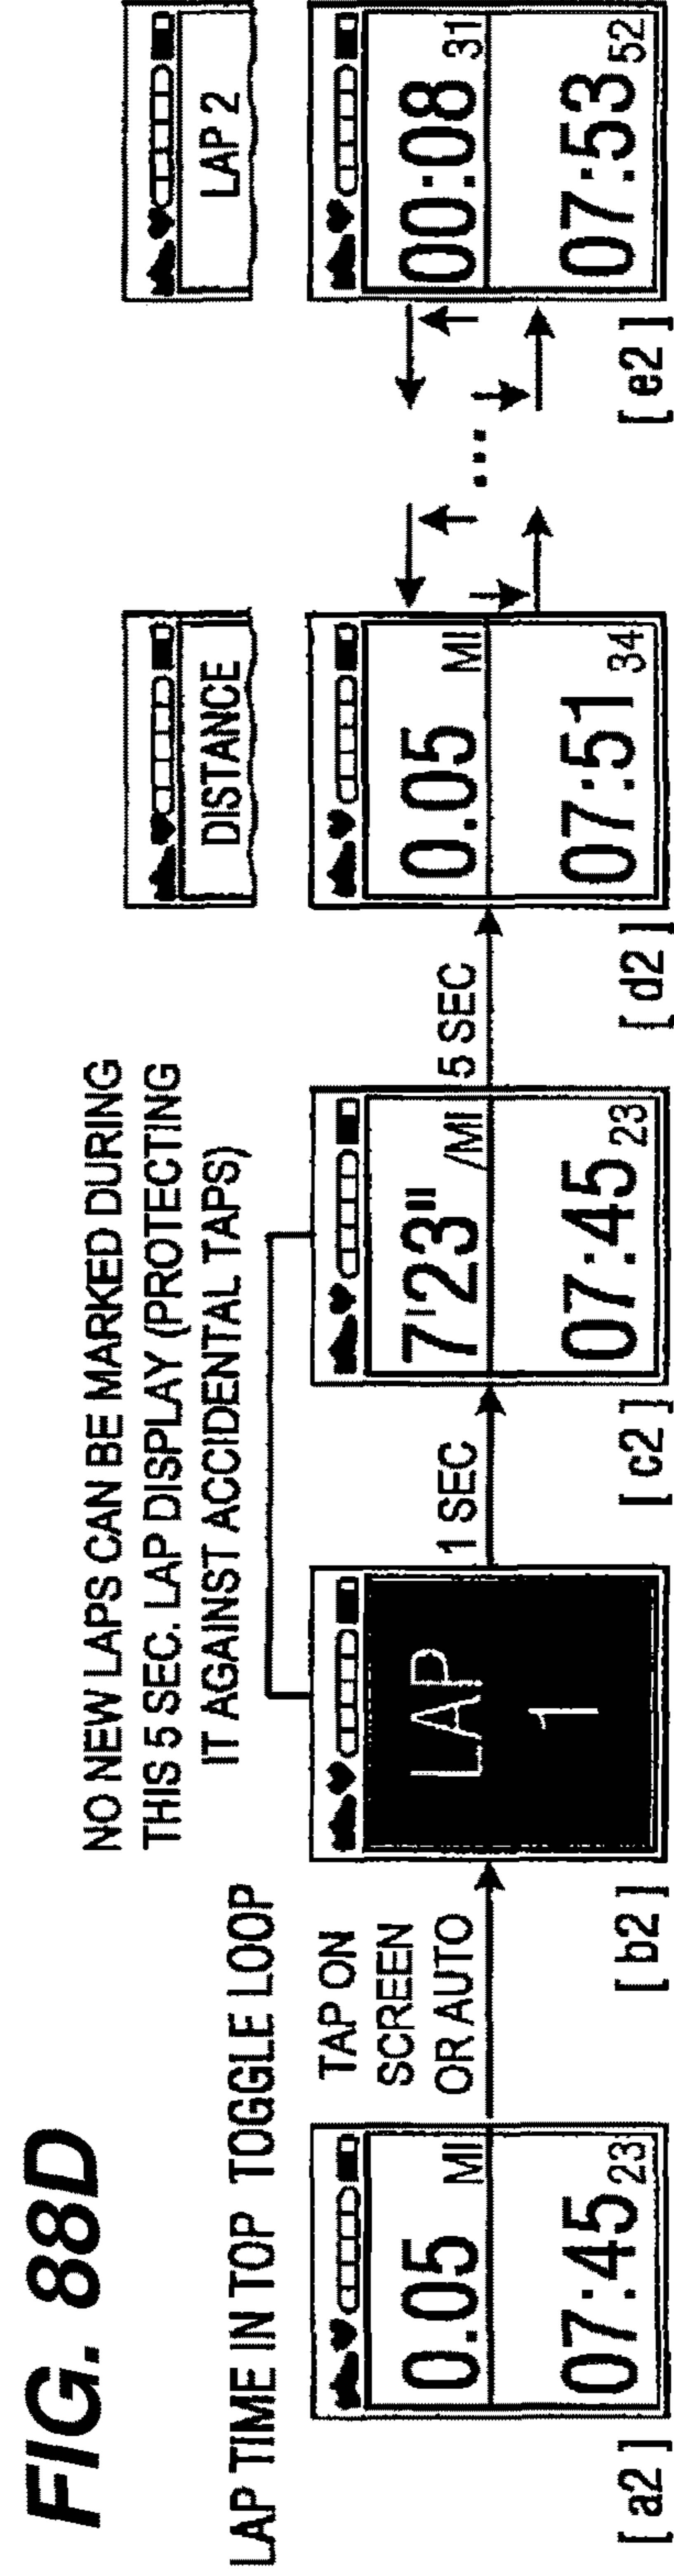 FIG. 88D
LAP TIME IN TOP TOGGLE LOOP
NO NEW LAPS CAN BE MARKED DURING
THIS 5 SEC. LAP DISPLAY (PROTECTING
IT AGAINST ACCIDENTAL TAPS)
0.05 MI
07:45 23
[a2]
TAP ON
SCREEN
OR AUTO
LAP
1
[b2]
1 SEC
7'23" /MI
07:45 23
[c2]
5 SEC
DISTANCE
0.05 MI
07:51 34
[d2]
...
LAP 2
00:08 31
07:53 52
[e2]